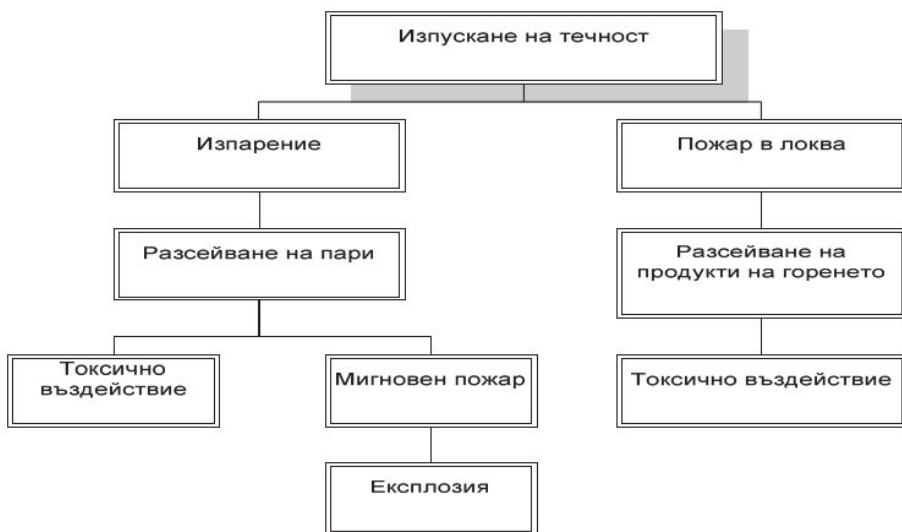 Изпускане на течност
Изпарение
Пожар в локва
Разсейване на пари
Разсейване на
продукти на горенето
Токсично
въздействие
Мигновен пожар
Токсично въздействие
Експлозия